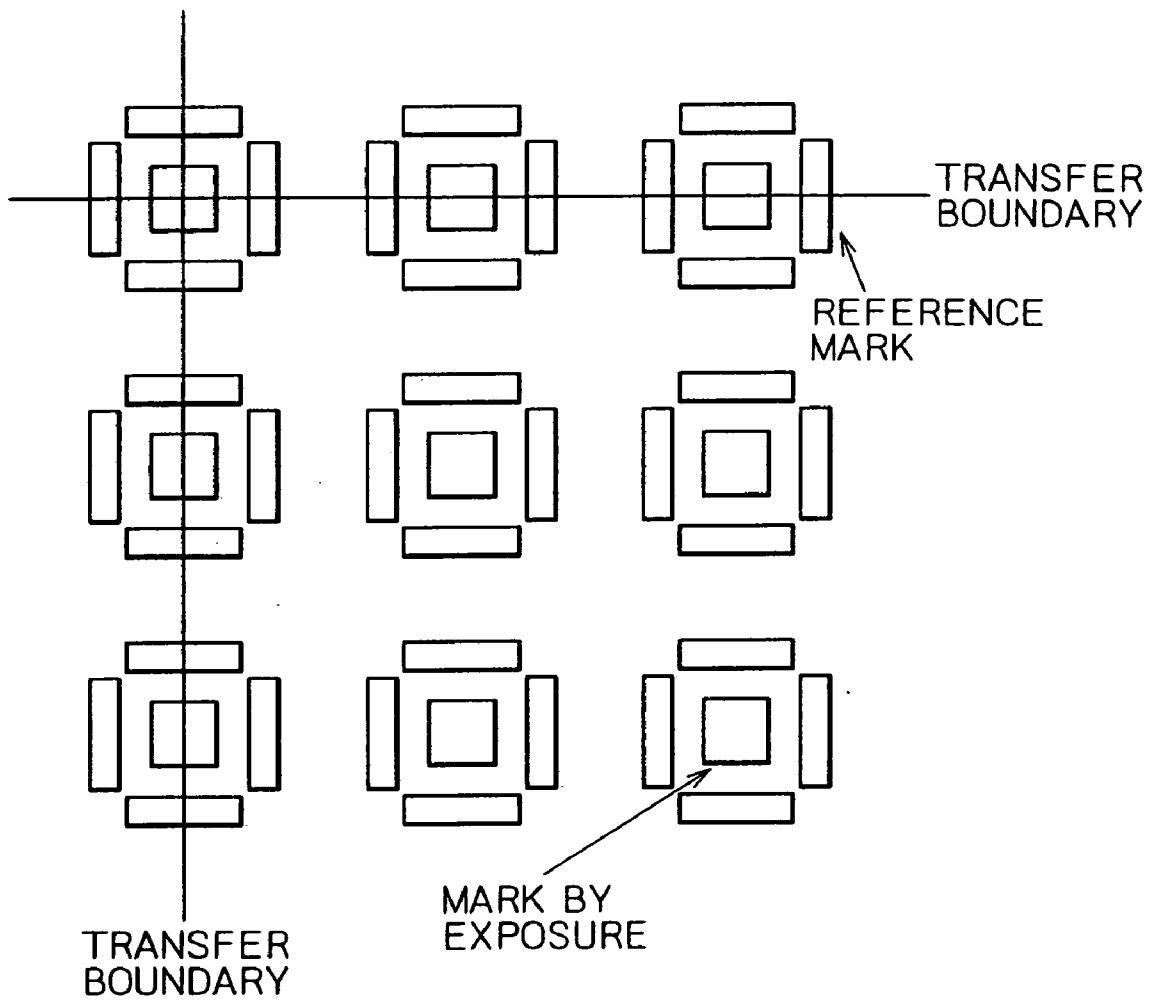 TRANSFER
BOUNDARY
REFERENCE
MARK
MARK BY
EXPOSURE
TRANSFER
BOUNDARY